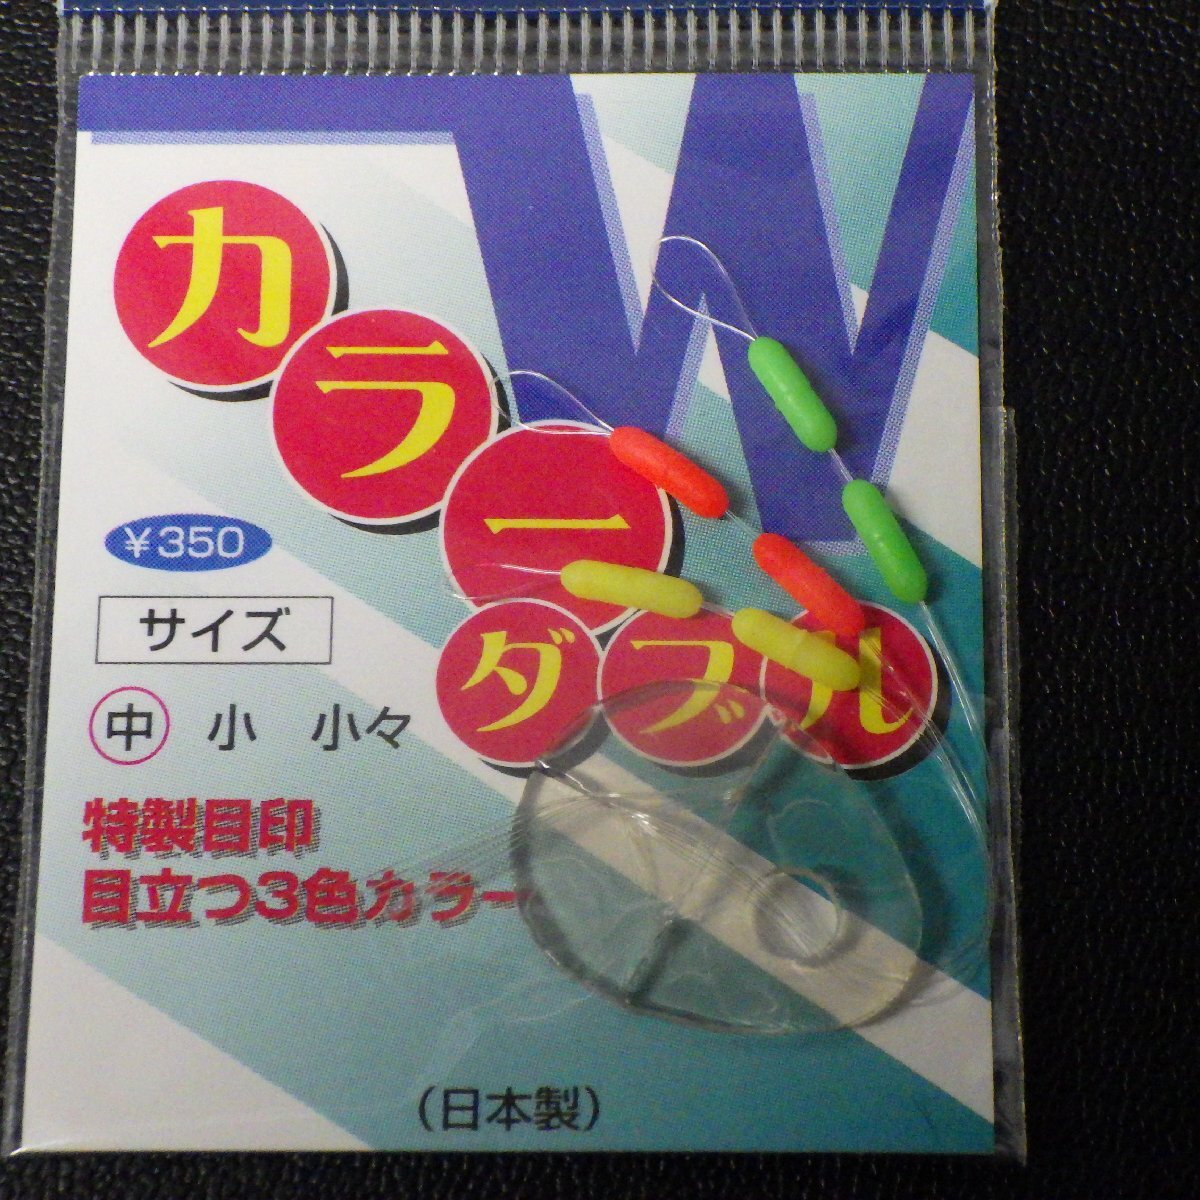 W
カラー
ダブル
¥350
サイズ
中 小 小々
特製目印
目立つ3色カラー
(日本製)